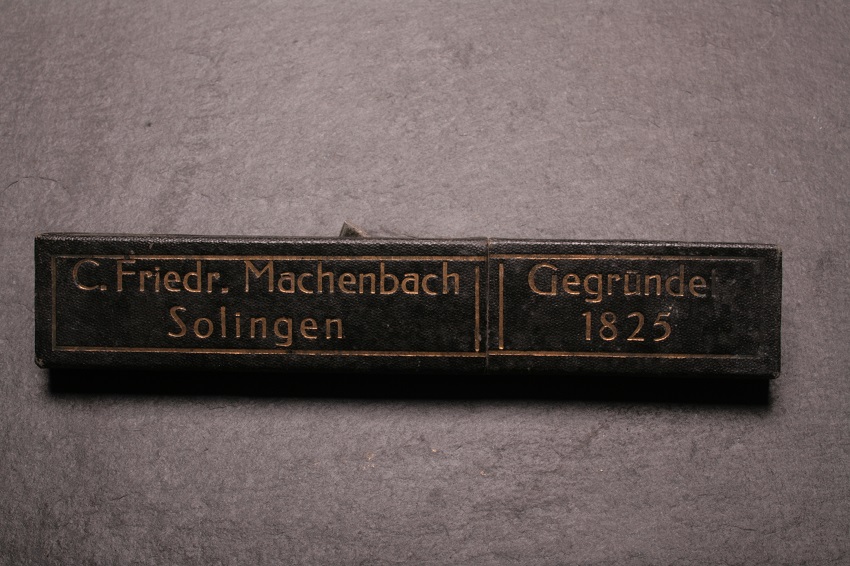 C. Friedr. Machenbach
Solingen
Gegründet
1825